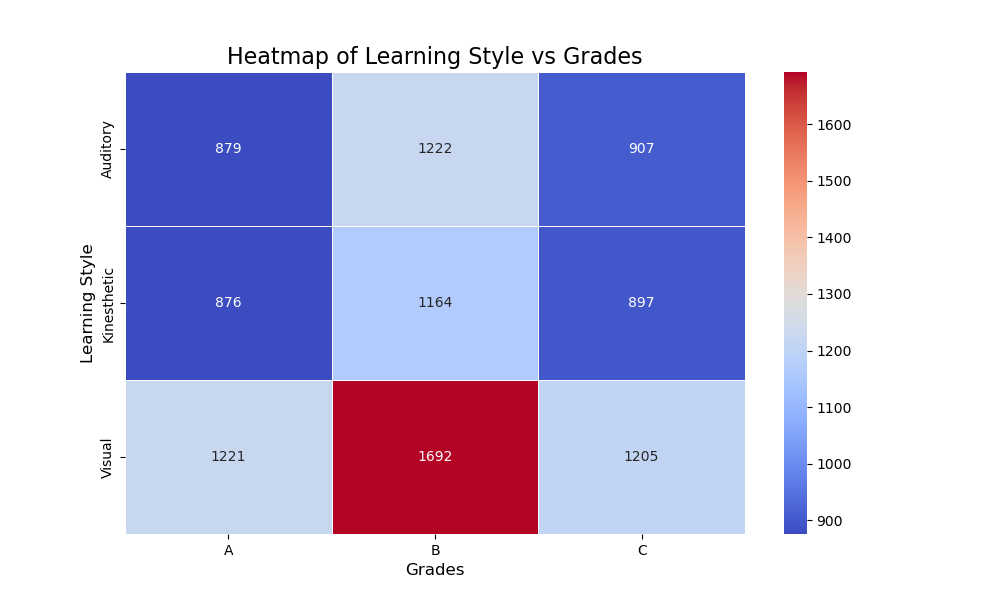 Heatmap of Learning Style vs Grades
Learning Style
Auditory
879 1222 907
Kinesthetic
876 1164 897
Visual
1221 1692 1205
A B C
Grades
1600
1500
1400
1300
1200
1100
1000
900